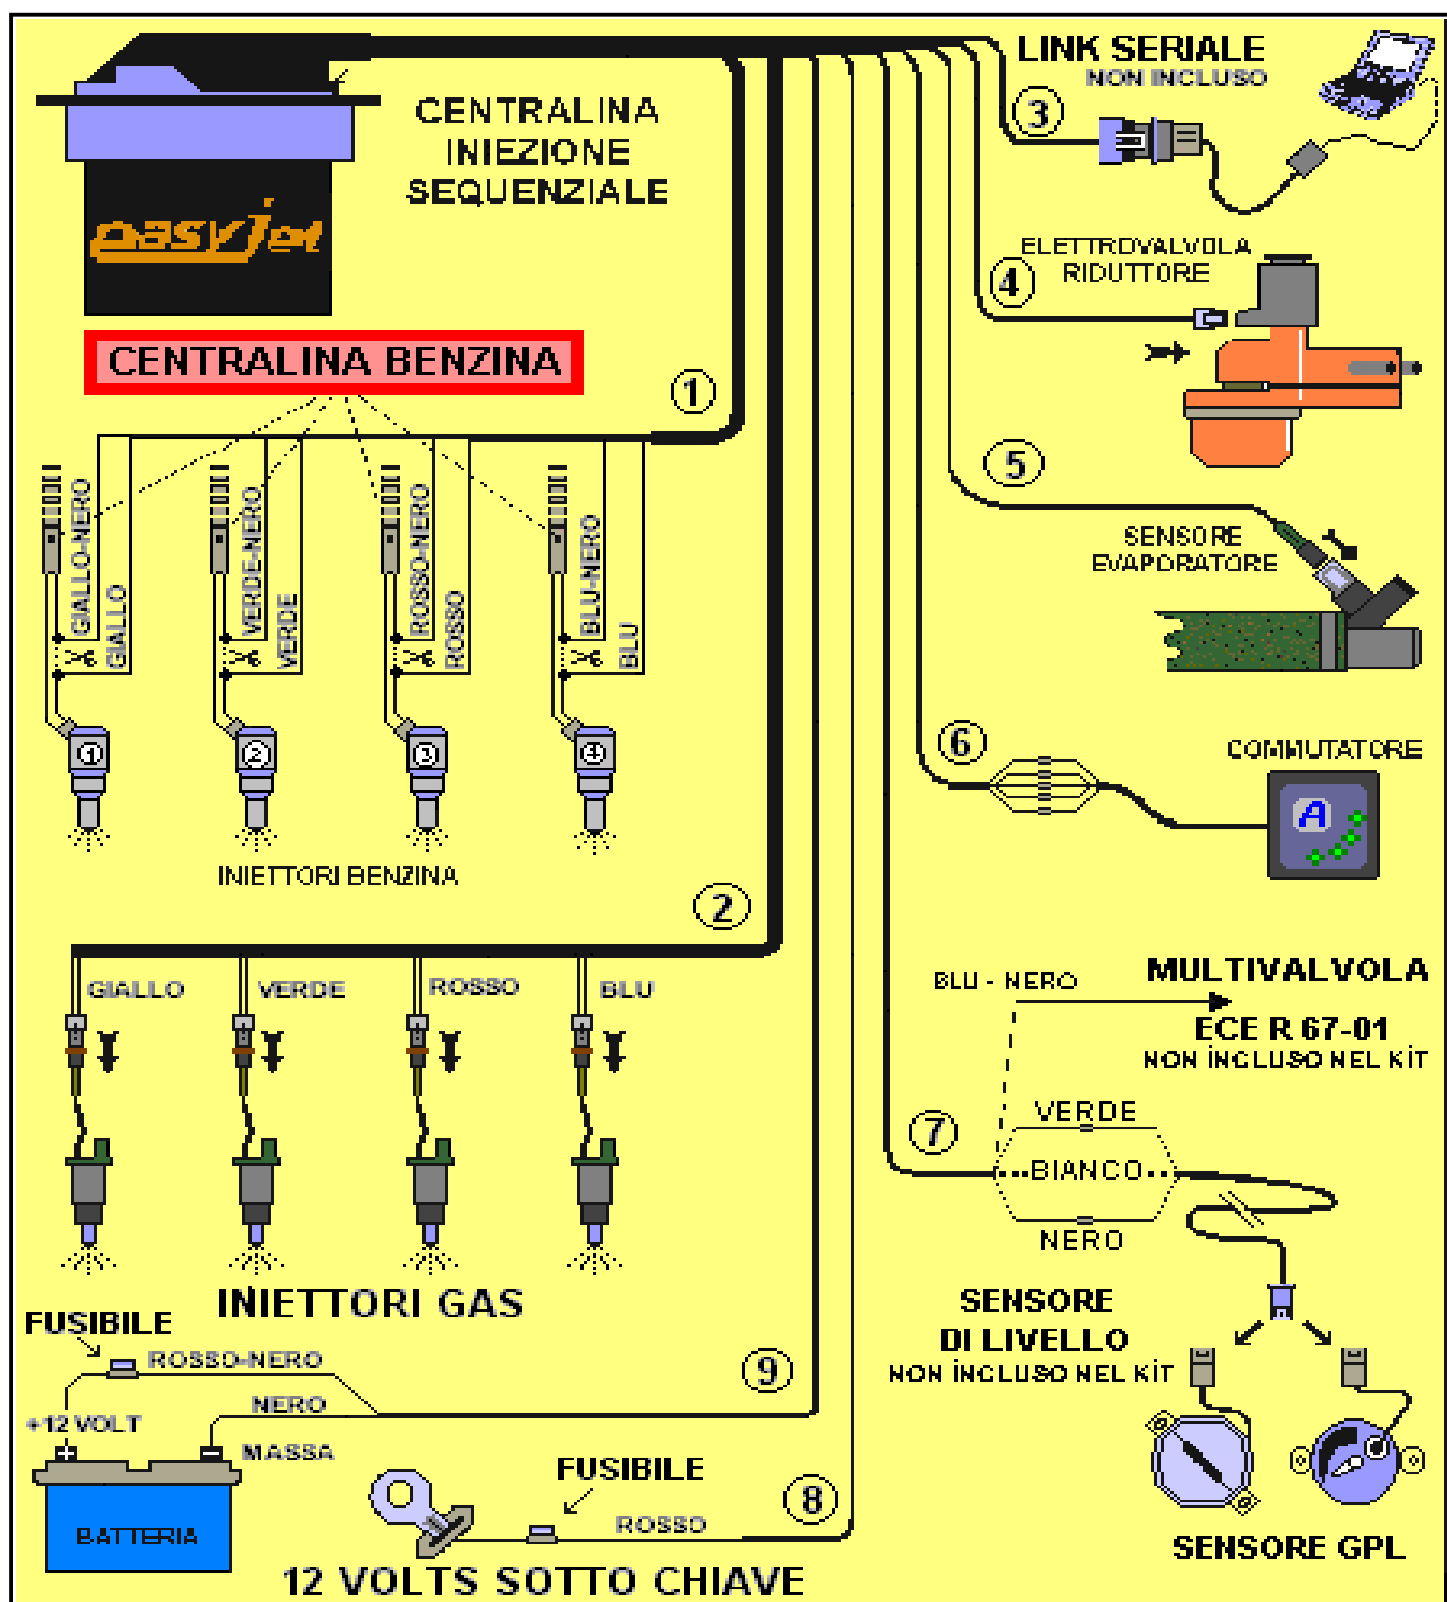 LINK SERIALE
NON INCLUSO
3
CENTRALINA
INIEZIONE
SEQUENZIALE
easyjet
ELETTROVALVOLA
RIDUTTORE
4
CENTRALINA BENZINA
1
5
GIALLO-NERO
GIALLO
VERDE-NERO
VERDE
ROSSO-NERO
ROSSO
BLU-NERO
BLU
SENSORE
EVAPORATORE
1
2
3
4
6
COMMUTATORE
A
INIETTORI BENZINA
2
GIALLO
VERDE
ROSSO
BLU
BLU - NERO
MULTIVALVOLA
ECE R 67-01
NON İNCLUSO NEL KİT
7
VERDE
BIANCO
NERO
INIETTORI GAS
SENSORE
DI LIVELLO
NON İNCLUSO NEL KİT
FUSIBILE
ROSSO-NERO
9
NERO
+12 VOLT
+
-
MASSA
BATTERIA
FUSIBILE
8
ROSSO
SENSORE GPL
12 VOLTS SOTTO CHIAVE